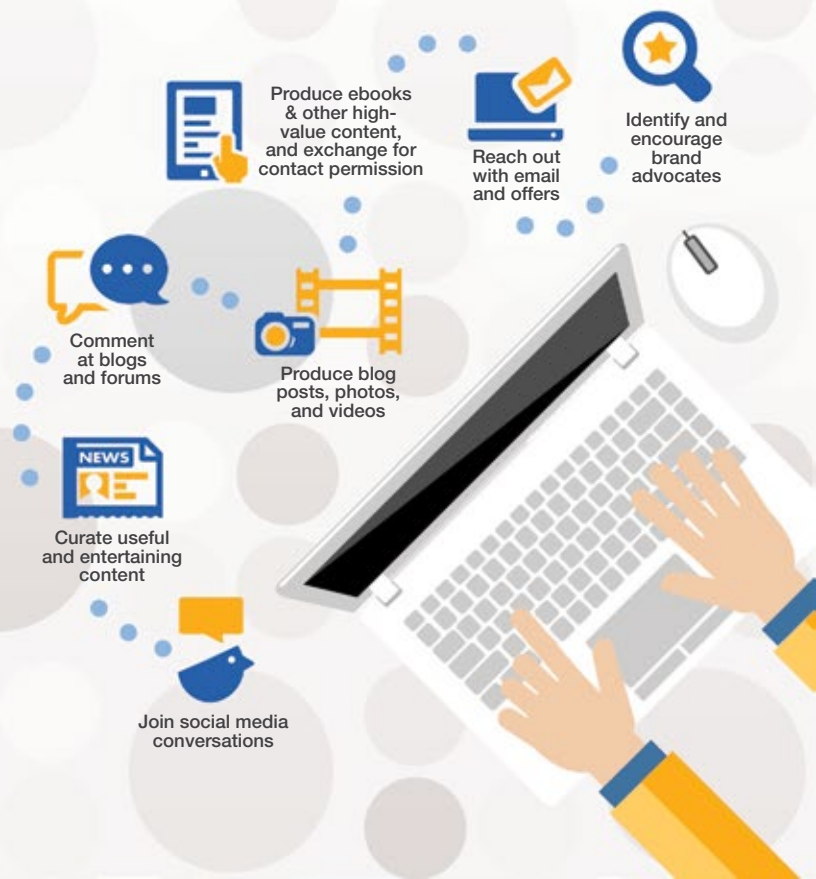 Produce ebooks
& other high-
value content,
and exchange for
contact permission
Reach out
with email
and offers
Identify and
encourage
brand
advocates
Comment
at blogs
and forums
Produce blog
posts, photos,
and videos
NEWS
Curate useful
and entertaining
content
Join social media
conversations